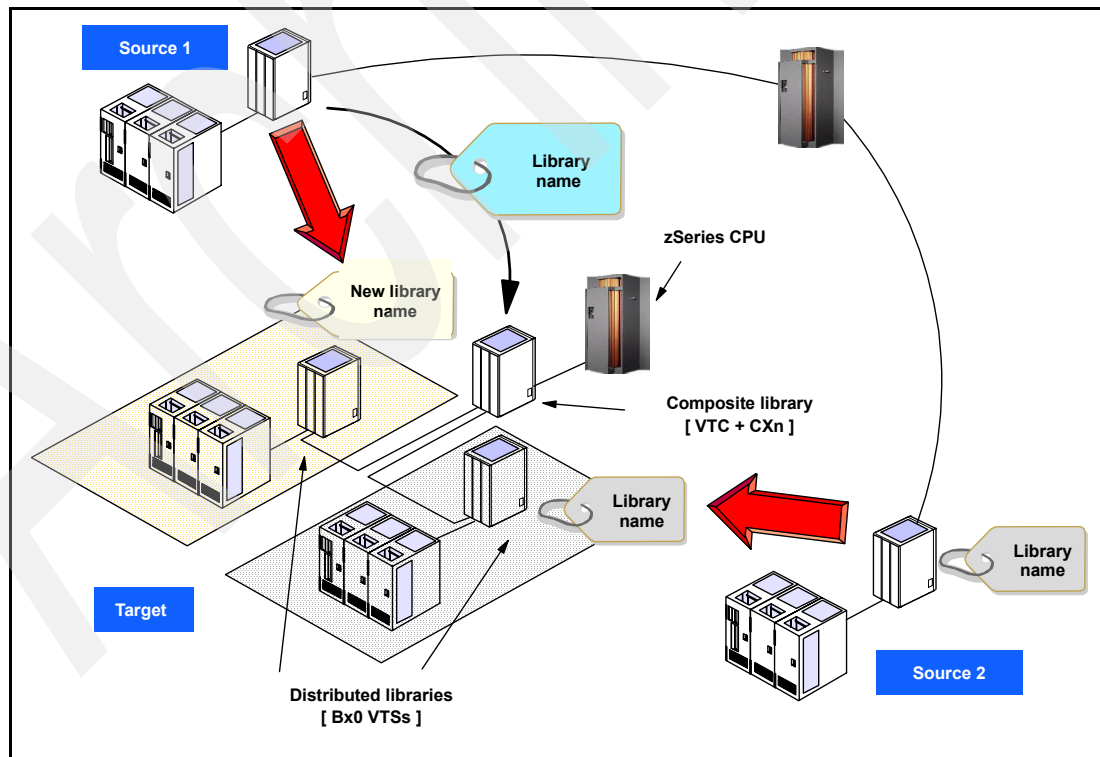 Source 1
Library
name
zSeries CPU
New library
name
Composite library
[ VTC + CXn ]
Library
name
Library
name
Target
Source 2
Distributed libraries
[ Bx0 VTSs ]